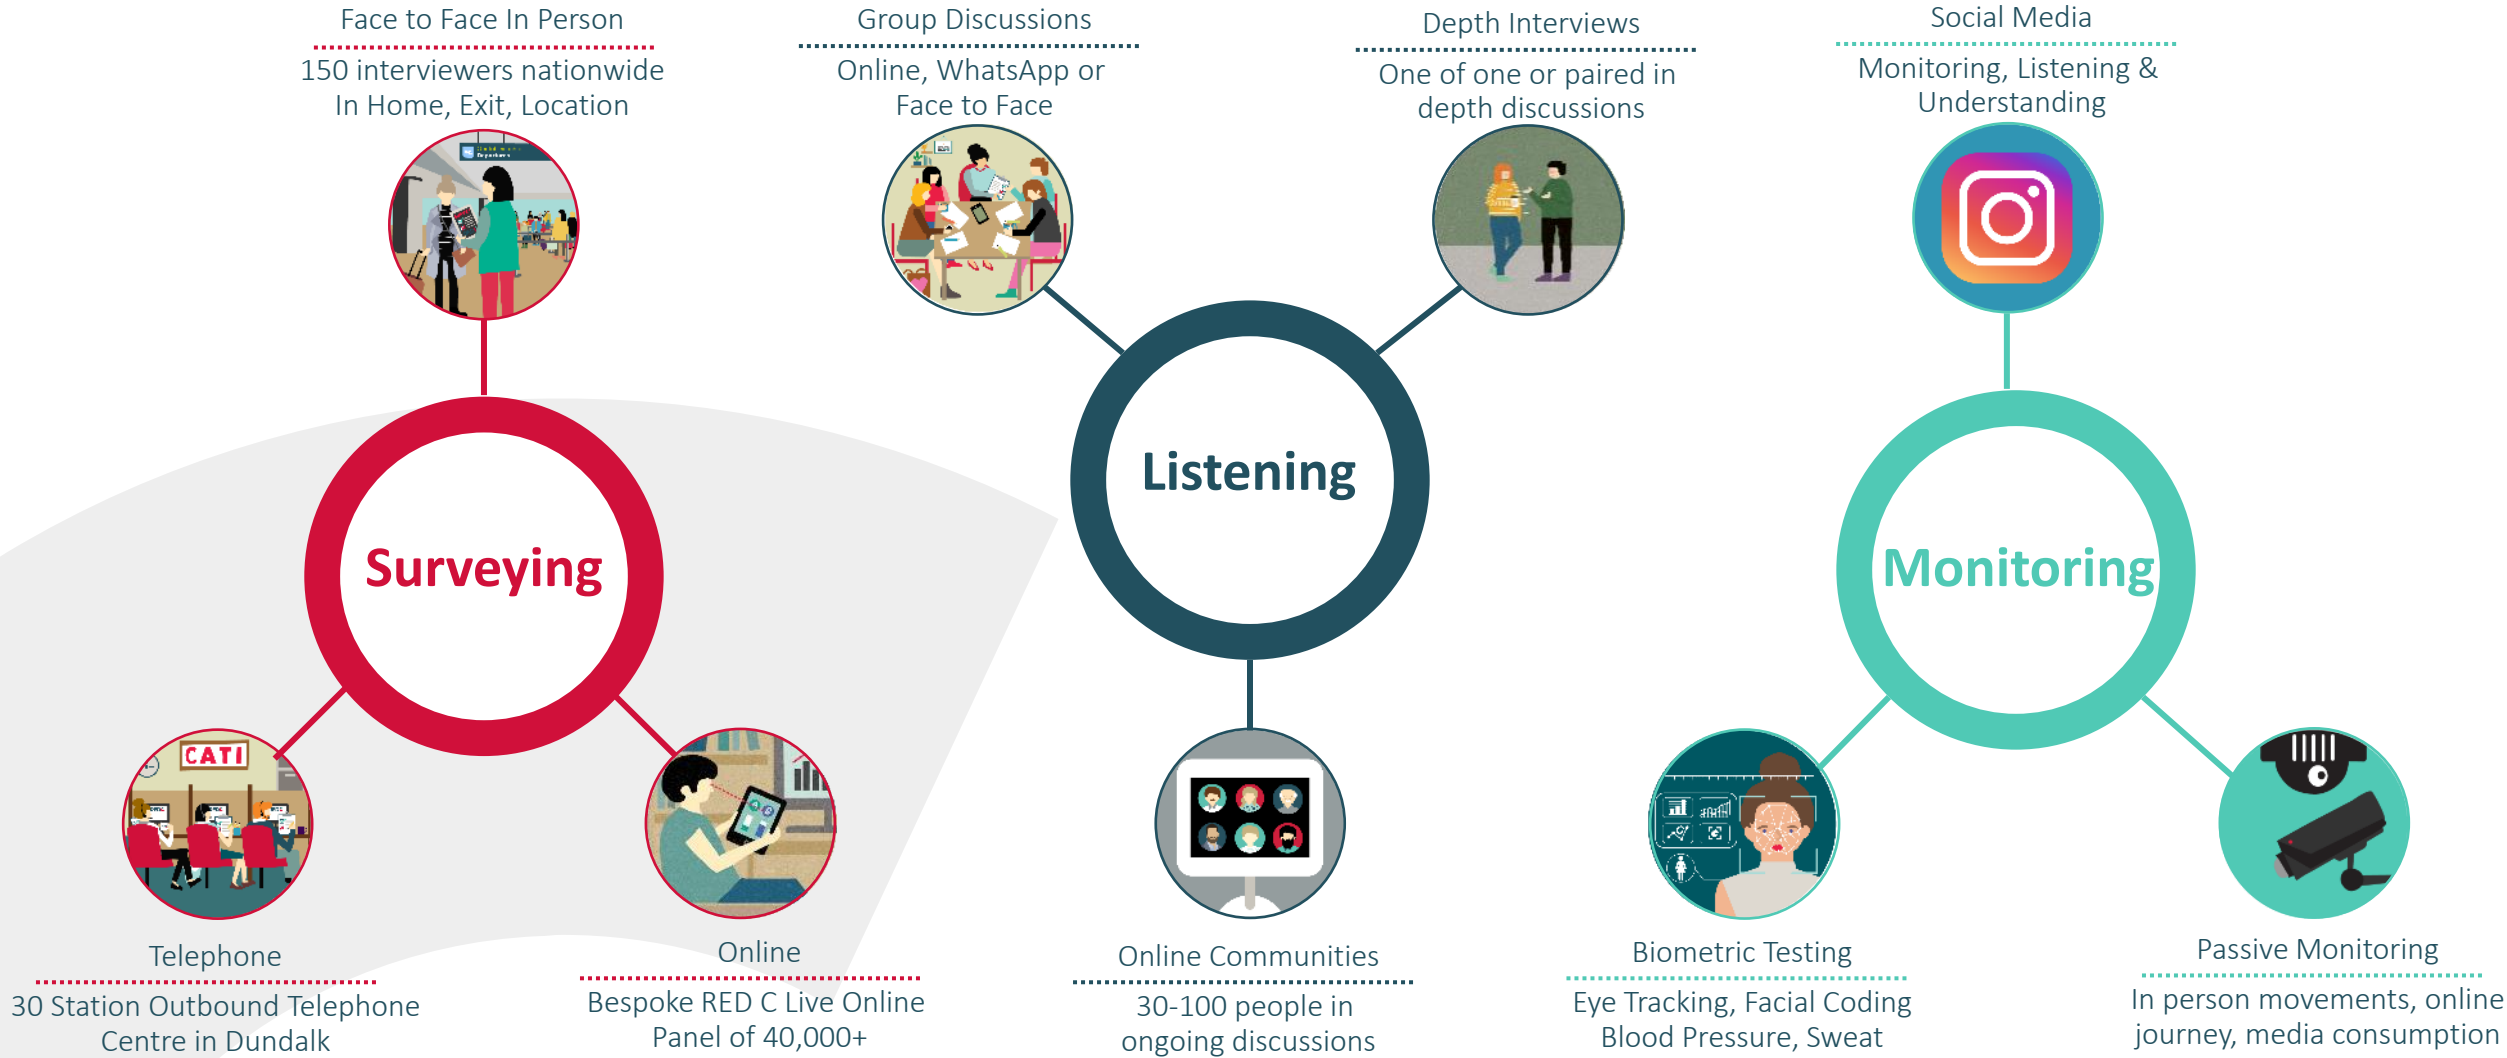 Face to Face In Person
150 interviewers nationwide
In Home, Exit, Location
Group Discussions
Online, WhatsApp or
Face to Face
Depth Interviews
One of one or paired in
depth discussions
Social Media
Monitoring, Listening &
Understanding
Surveying
Listening
Monitoring
CATI
Telephone
30 Station Outbound Telephone
Centre in Dundalk
Online
Bespoke RED C Live Online
Panel of 40,000+
Online Communities
30-100 people in
ongoing discussions
Biometric Testing
Eye Tracking, Facial Coding
Blood Pressure, Sweat
Passive Monitoring
In person movements, online
journey, media consumption